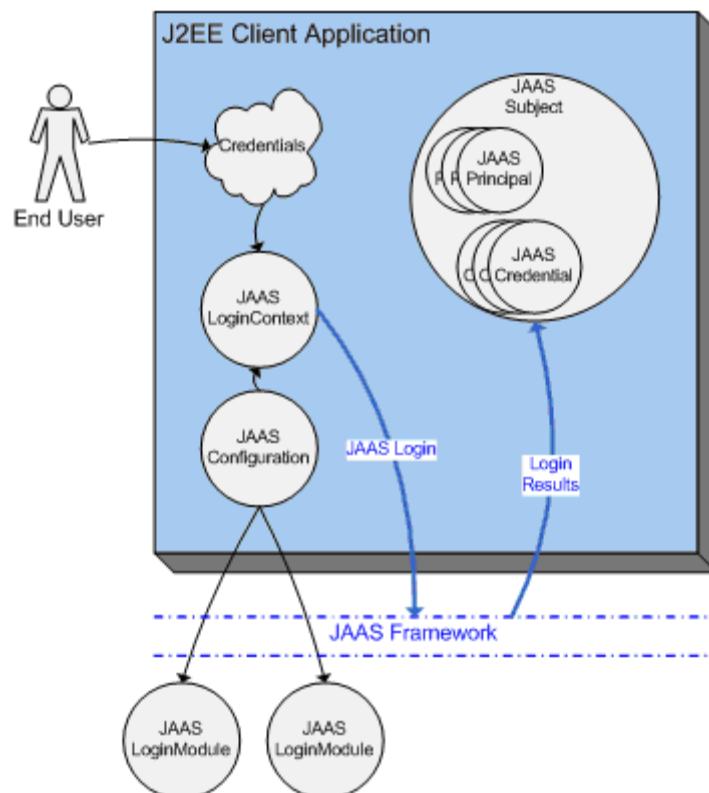 J2EE Client Application
End User
Credentials
JAAS
LoginContext
JAAS
Configuration
JAAS
Subject
P
P
JAAS
Principal
C
C
JAAS
Credential
JAAS Login
Login
Results
JAAS Framework
JAAS
LoginModule
JAAS
LoginModule